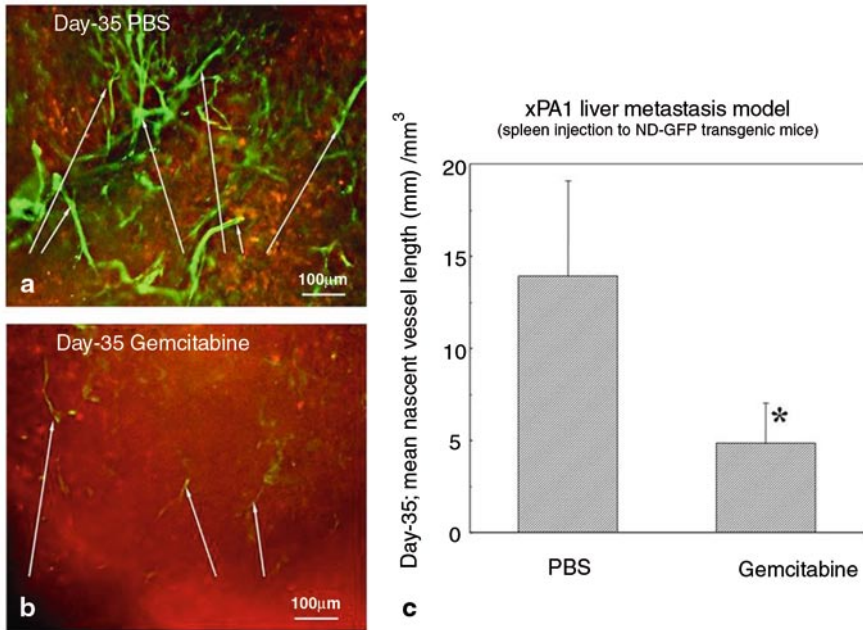 Day-35 PBS
a
100μm
Day-35 Gemcitabine
b
100μm
xPA1 liver metastasis model
(spleen injection to ND-GFP transgenic mice)
Day-35; mean nascent vessel length (mm) /mm³
20
15
10
5
0
*
PBS
Gemcitabine
c